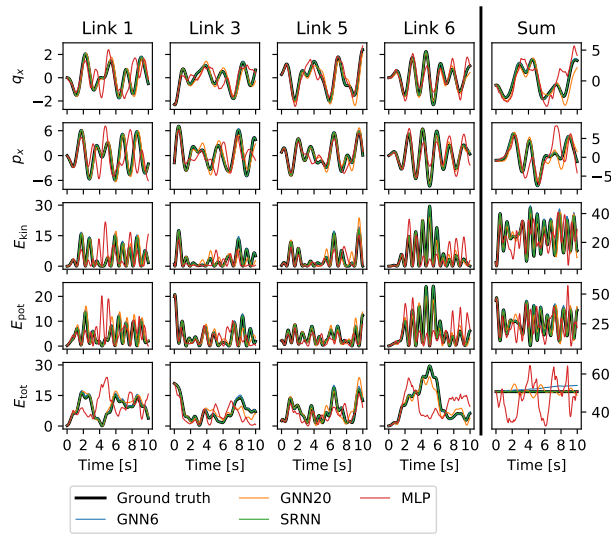 Link 1 Link 3 Link 5 Link 6 Sum
q_x 2 0 −2 5 0
p_x 6 0 −6 5 0 −5
E_kin 30 15 0 40 20
E_pot 20 10 0 50 25
E_tot 30 15 0 60 40
0 2 4 6 8 10 0 2 4 6 8 10 0 2 4 6 8 10 0 2 4 6 8 10 0 2 4 6 8 10
Time [s] Time [s] Time [s] Time [s] Time [s]
Ground truth GNN20 MLP
GNN6 SRNN